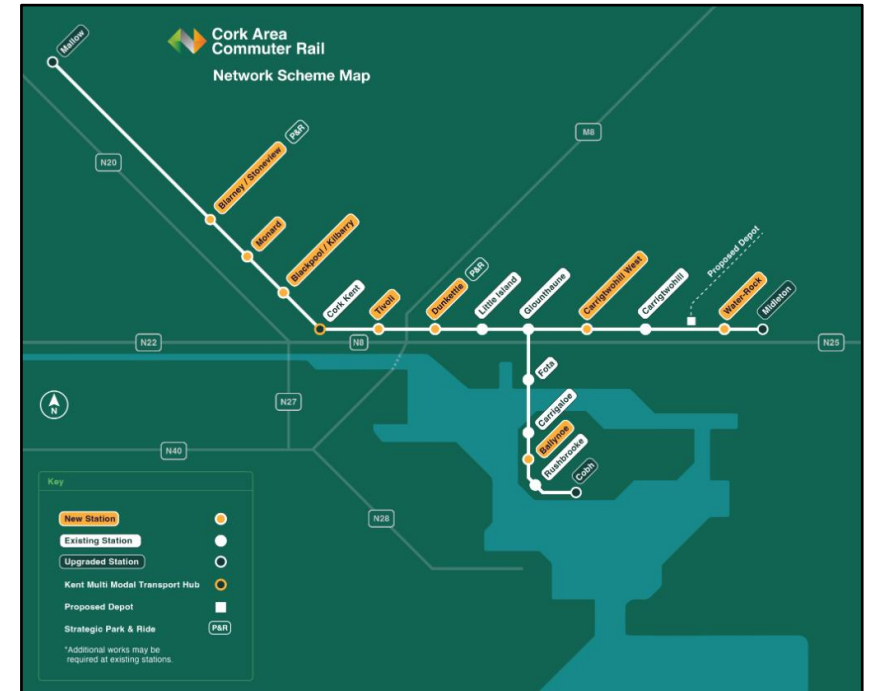 Cork Area
Commuter Rail
Network Scheme Map
Mallow
N20
M8
Blarney / Stoneview
P&R
Monard
Blackpool / Kilbarry
Cork Kent
Tivoli
Dunkettle
P&R
Little Island
Glounthaune
Carrigtwohill West
Carrigtwohill
Proposed Depot
Water-Rock
Midleton
N22
N8
N25
Fota
Carrigaloe
Ballynoe
Rushbrooke
Cobh
N
N27
N40
N28
Key
New Station
Existing Station
Upgraded Station
Kent Multi Modal Transport Hub
Proposed Depot
Strategic Park & Ride
P&R
*Additional works may be
required at existing stations.